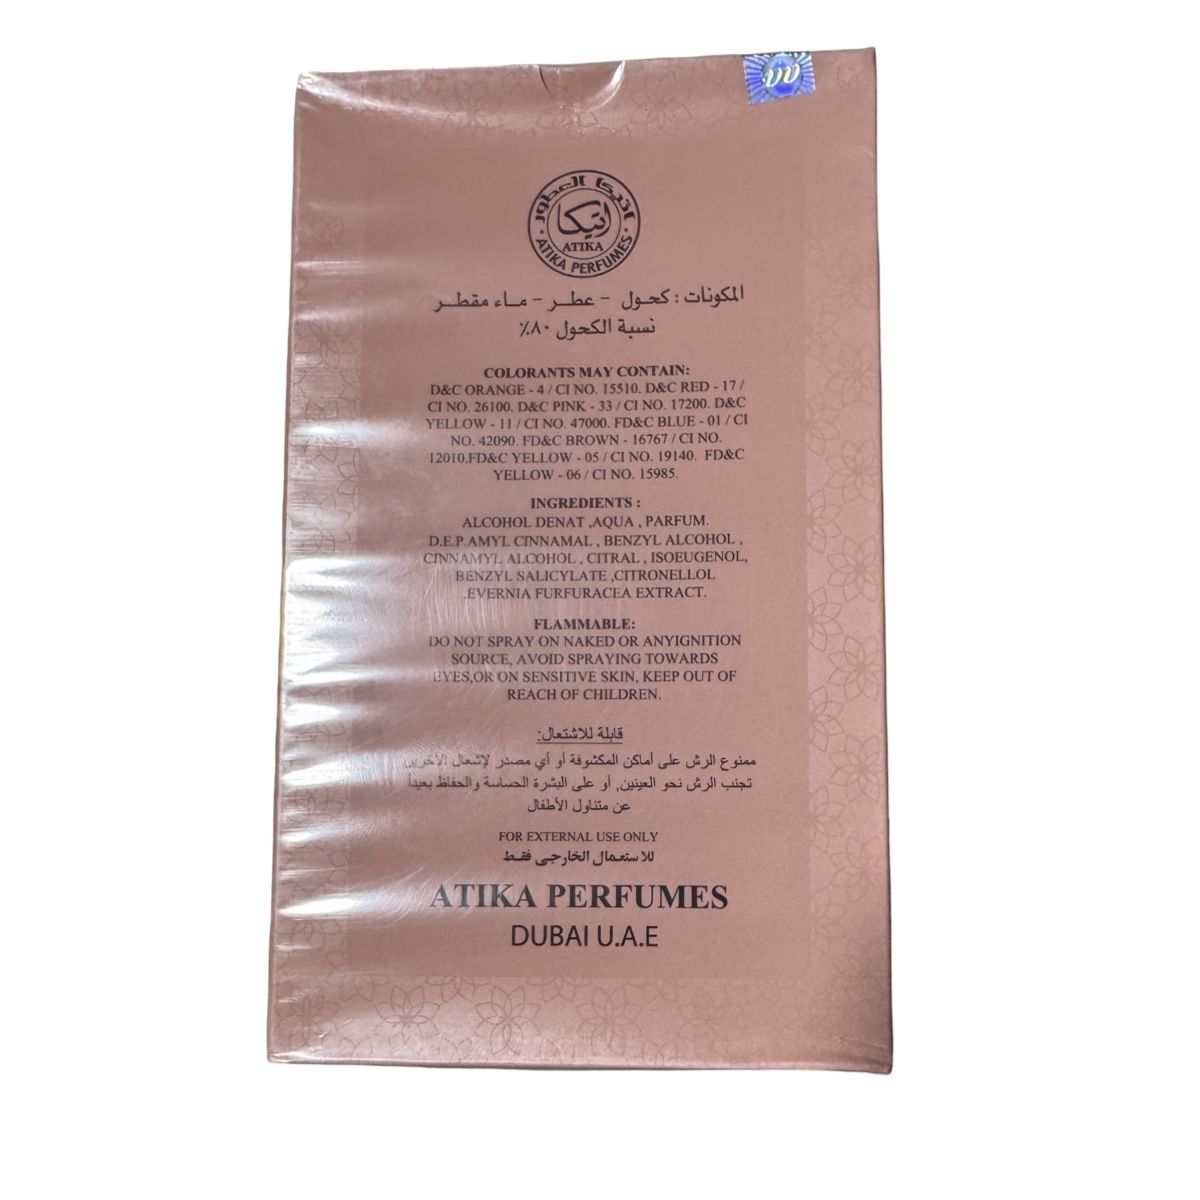 اتيكا العطور
اتيكا
ATIKA
ATIKA PERFUMES
المكونات : كحول - عطر - ماء مقطر
نسبة الكحول ٨٠٪
COLORANTS MAY CONTAIN:
D&C ORANGE - 4 / CI NO. 15510. D&C RED - 17 /
CI NO. 26100. D&C PINK - 33 / CI NO. 17200. D&C
YELLOW - 11 / CI NO. 47000. FD&C BLUE - 01 / CI
NO. 42090. FD&C BROWN - 16767 / CI NO.
12010.FD&C YELLOW - 05 / CI NO. 19140. FD&C
YELLOW - 06 / CI NO. 15985.
INGREDIENTS :
ALCOHOL DENAT ,AQUA , PARFUM.
D.E.P.AMYL CINNAMAL , BENZYL ALCOHOL ,
CINNAMYL ALCOHOL , CITRAL , ISOEUGENOL,
BENZYL SALICYLATE ,CITRONELLOL
,EVERNIA FURFURACEA EXTRACT.
FLAMMABLE:
DO NOT SPRAY ON NAKED OR ANYIGNITION
SOURCE, AVOID SPRAYING TOWARDS
EYES,OR ON SENSITIVE SKIN, KEEP OUT OF
REACH OF CHILDREN.
قابلة للاشتعال:
ممنوع الرش على أماكن المكشوفة أو أي مصدر لإشعال الآخرين
تجنب الرش نحو العينين, أو على البشرة الحساسة والحفاظ بعيداً
عن متناول الأطفال
FOR EXTERNAL USE ONLY
للاستعمال الخارجى فقط
ATIKA PERFUMES
DUBAI U.A.E